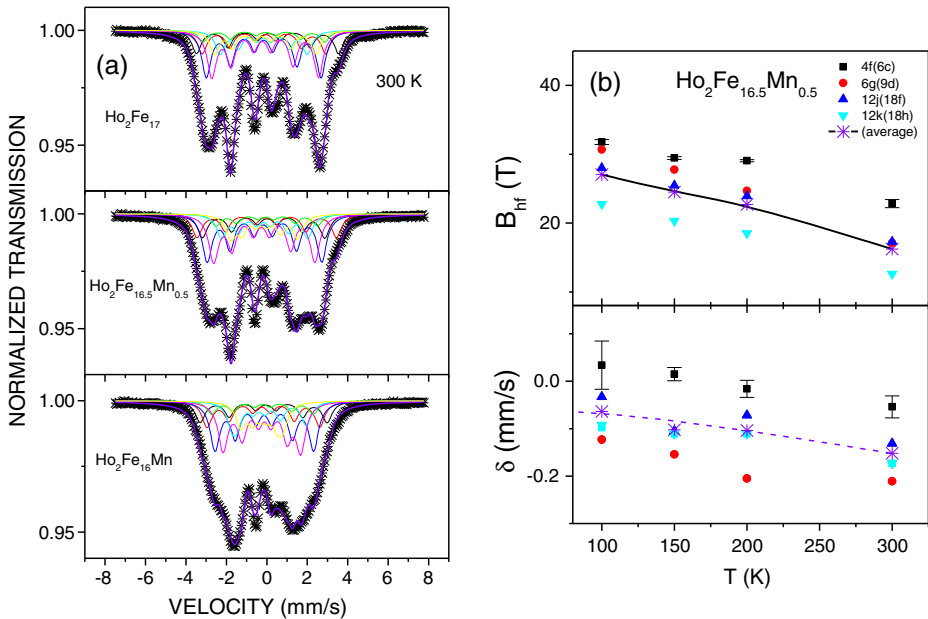 (a)
300 K
1.00
Ho2Fe17
0.95
1.00
Ho2Fe16.5Mn0.5
0.95
1.00
Ho2Fe16Mn
0.95
NORMALIZED TRANSMISSION
-8 -6 -4 -2 0 2 4 6 8
VELOCITY (mm/s)
(b)
Ho2Fe16.5Mn0.5
4f(6c)
6g(9d)
12j(18f)
12k(18h)
(average)
40
20
Bhf (T)
0.0
-0.2
δ (mm/s)
100 150 200 250 300
T (K)